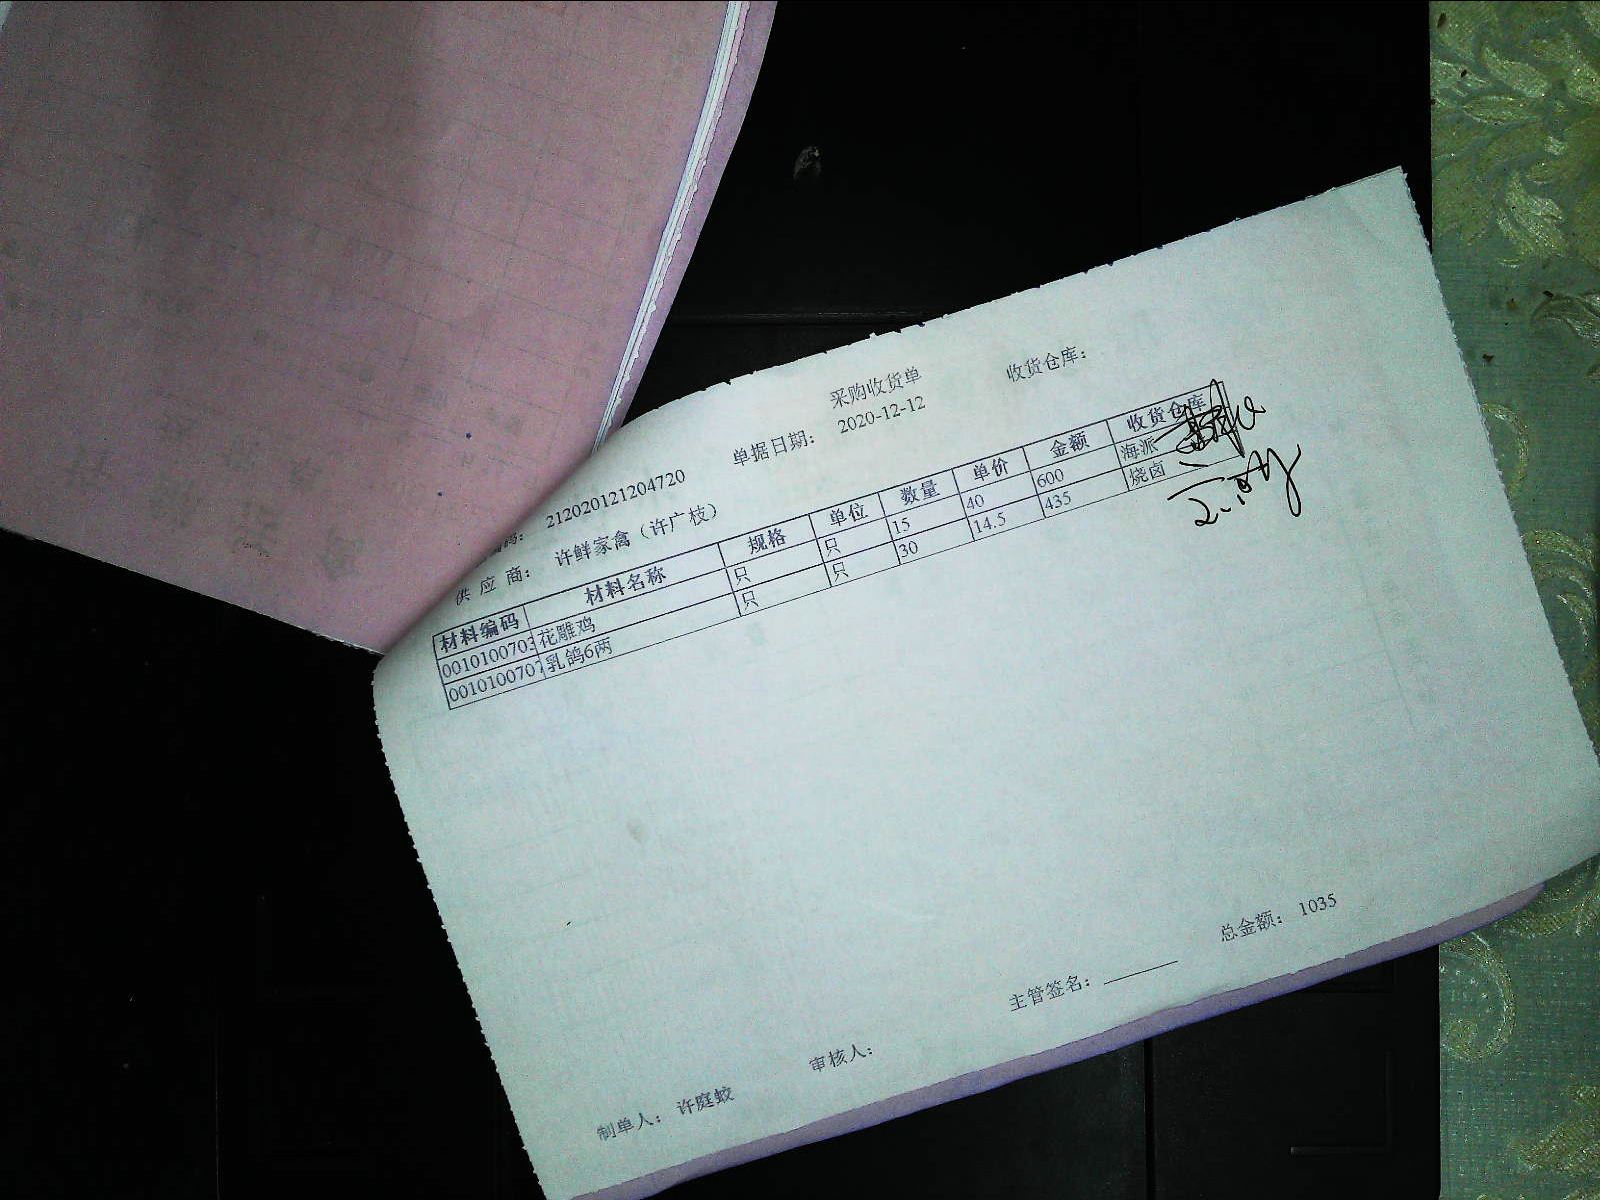 采购收货单 收货仓库：
编码： 212020121204720 单据日期： 2020-12-12
供 应 商： 许鲜家禽（许广枝）
材料编码 材料名称 规格 单位 数量 单价 金额 收货仓库
0010100703 花雕鸡 只 只 15 40 600 海派
0010100707 乳鸽6两 只 只 30 14.5 435 烧卤
总金额： 1035
制单人： 许庭蛟 审核人： 主管签名：